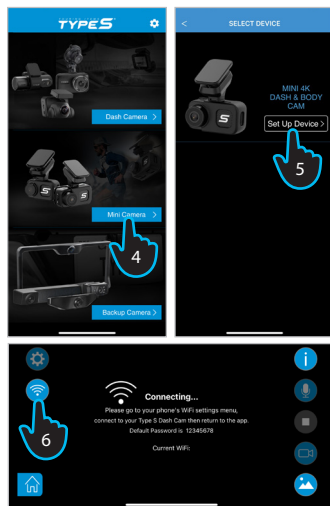 TYPE S
Dash Camera >
Mini Camera >
4
Backup Camera >
< SELECT DEVICE
MINI 4K
DASH & BODY
CAM
Set Up Device >
5
Connecting...
Please go to your phone's WiFi settings menu,
connect to your Type S Dash Cam then return to the app.
Default Password is 12345678
Current WiFi:
6
i